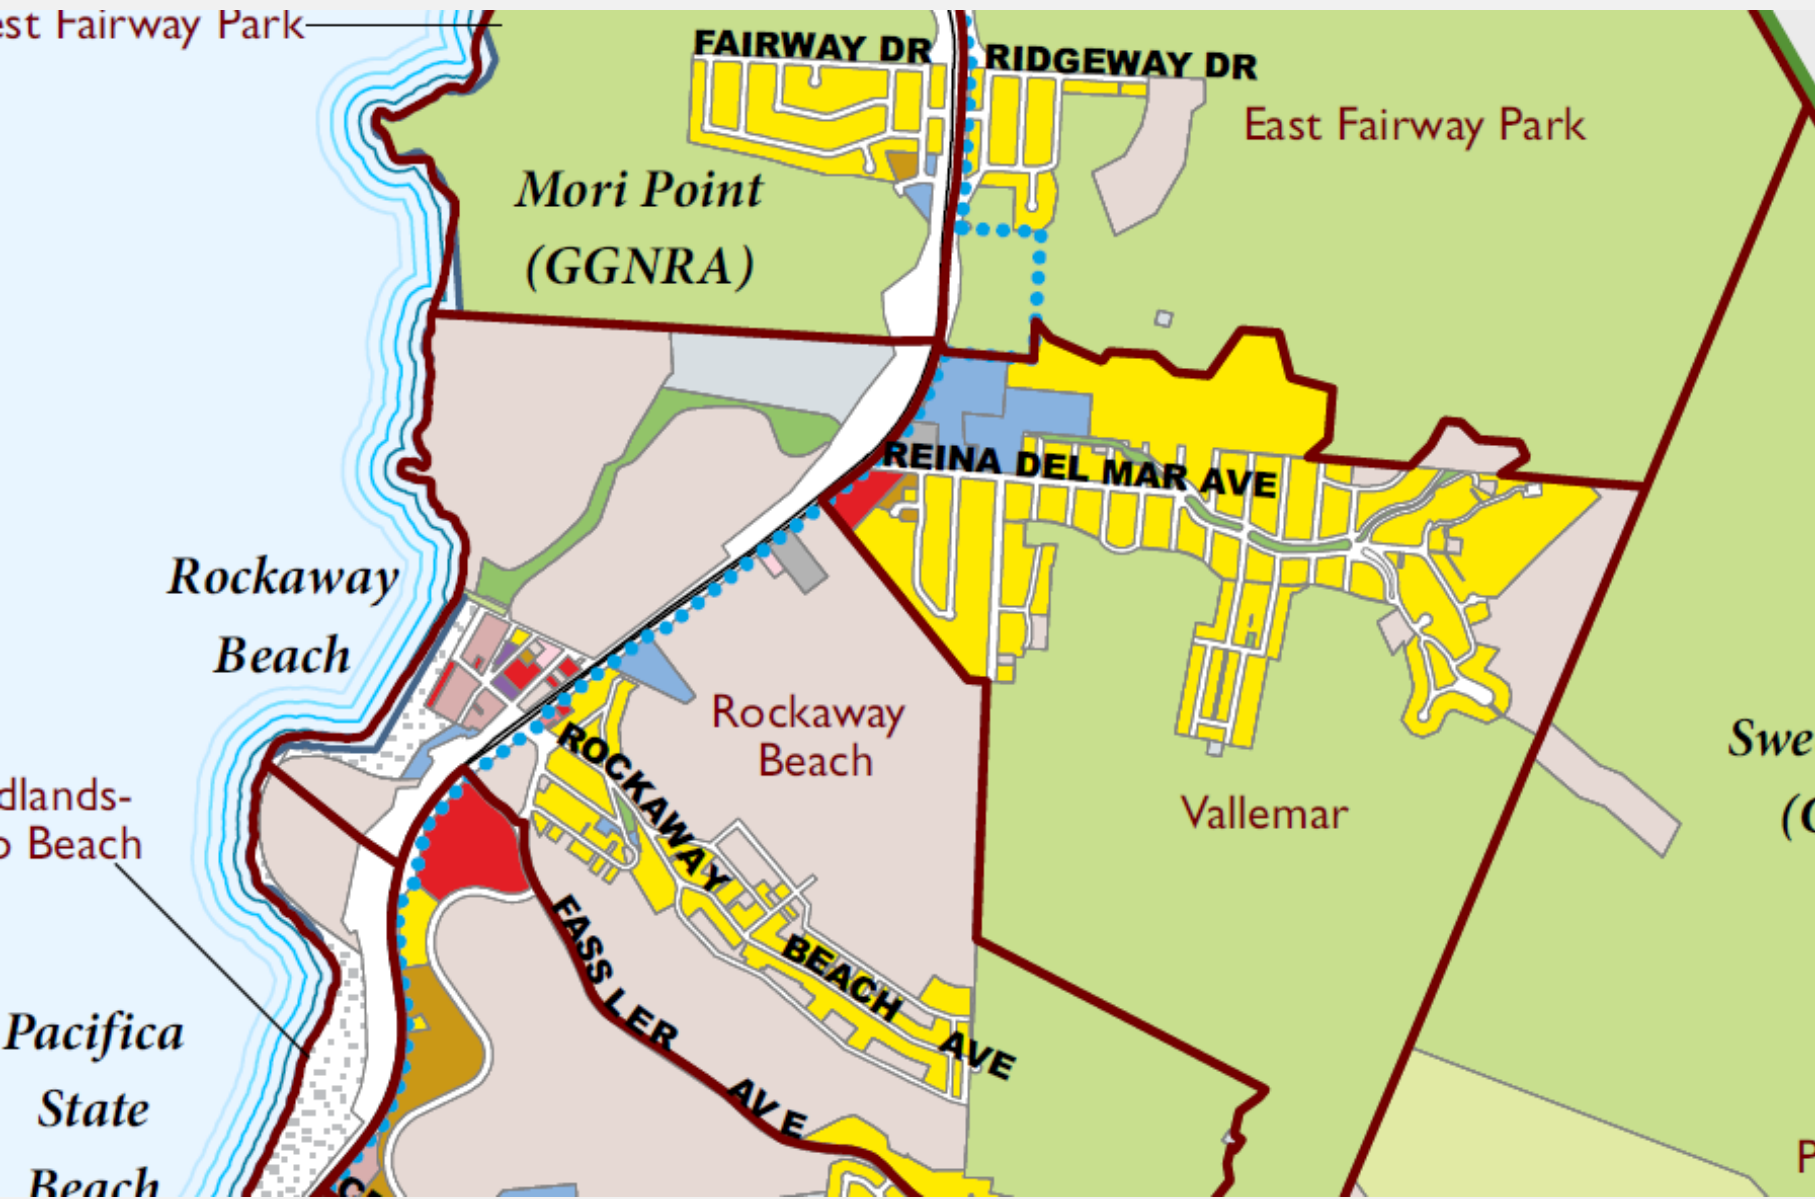 est Fairway Park
FAIRWAY DR
RIDGEWAY DR
East Fairway Park
Mori Point
(GGNRA)
REINA DEL MAR AVE
Rockaway
Beach
Rockaway
Beach
ROCKAWAY BEACH AVE
Vallemar
Swe
(G
dlands-
o Beach
FASSLER AVE
Pacifica
State
Beach
P